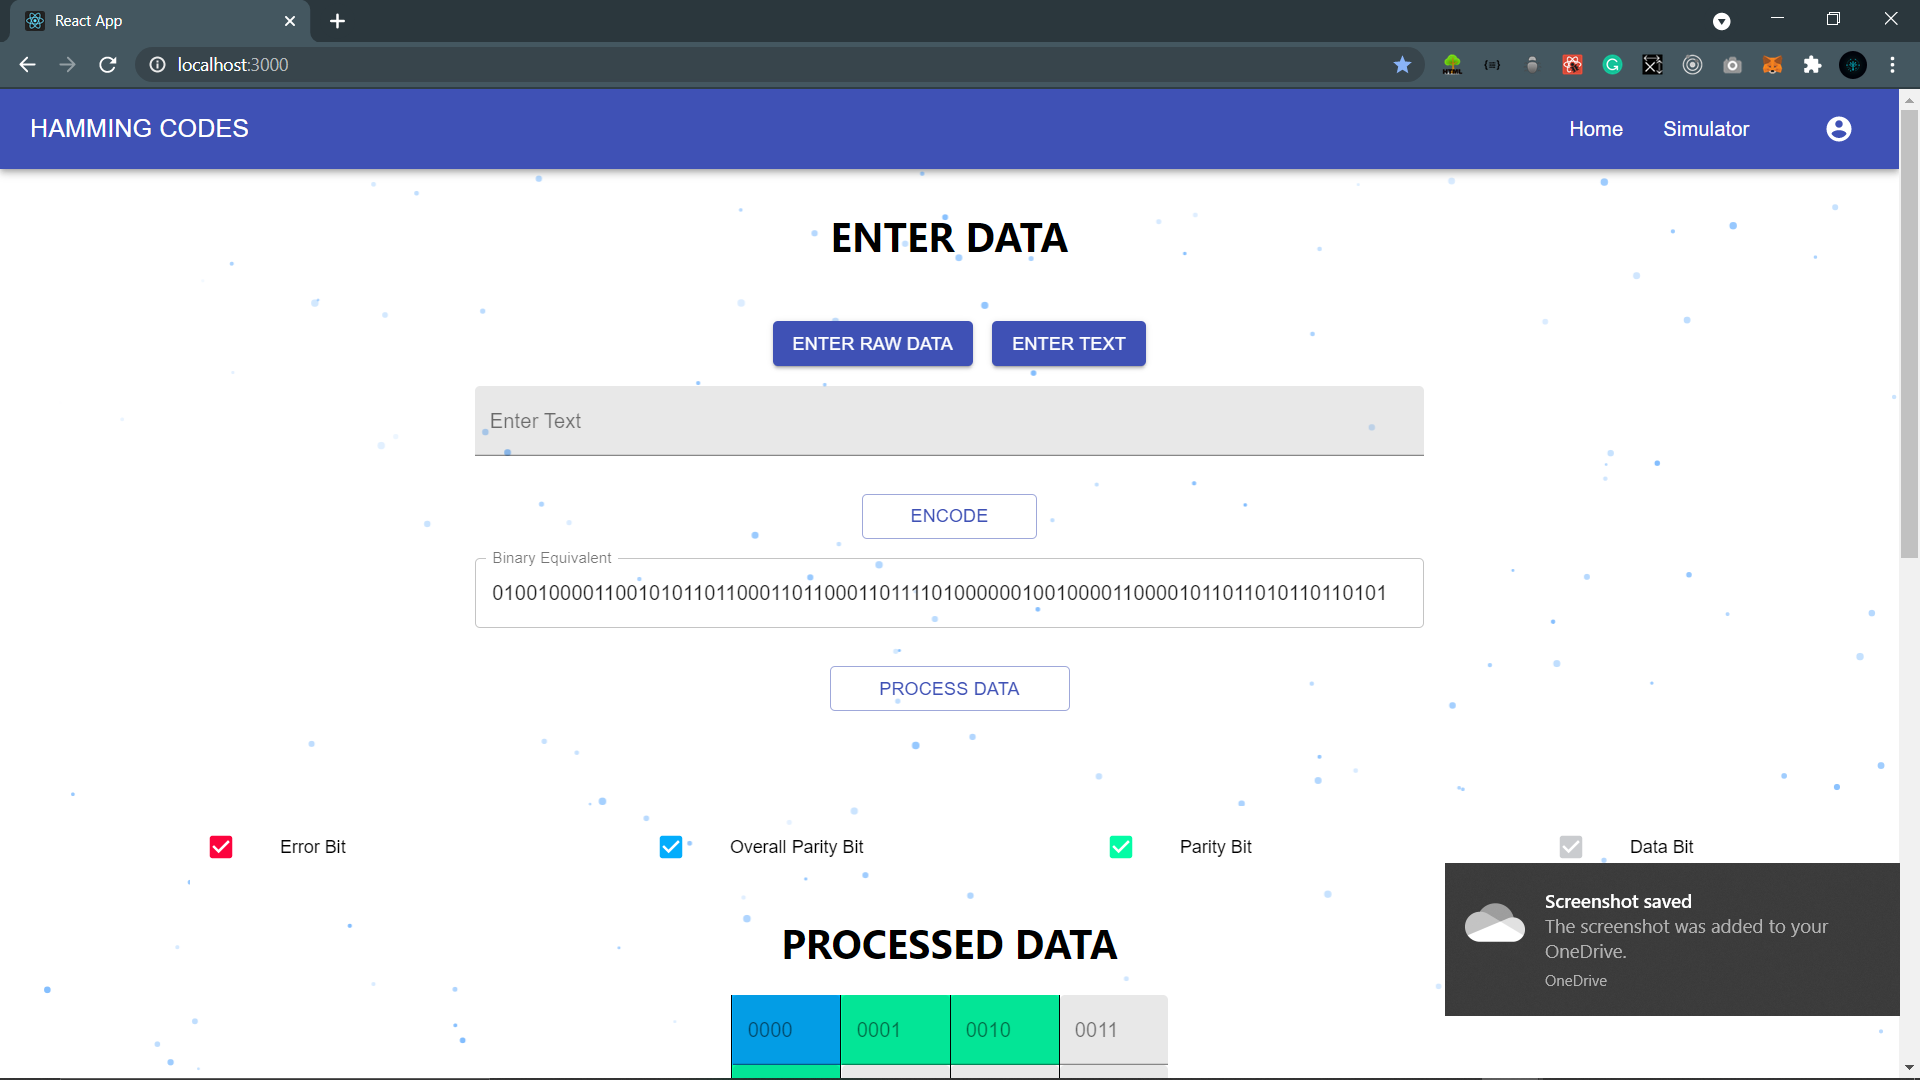 React App
localhost:3000
HAMMING CODES
Home
Simulator
ENTER DATA
ENTER RAW DATA
ENTER TEXT
Enter Text
ENCODE
Binary Equivalent
0100100001100101011011000110110001101111010000000100100001100001011011010110110101
PROCESS DATA
Error Bit
Overall Parity Bit
Parity Bit
Data Bit
Screenshot saved
The screenshot was added to your
OneDrive.
OneDrive
PROCESSED DATA
0000
0001
0010
0011